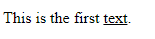 This is the first text.